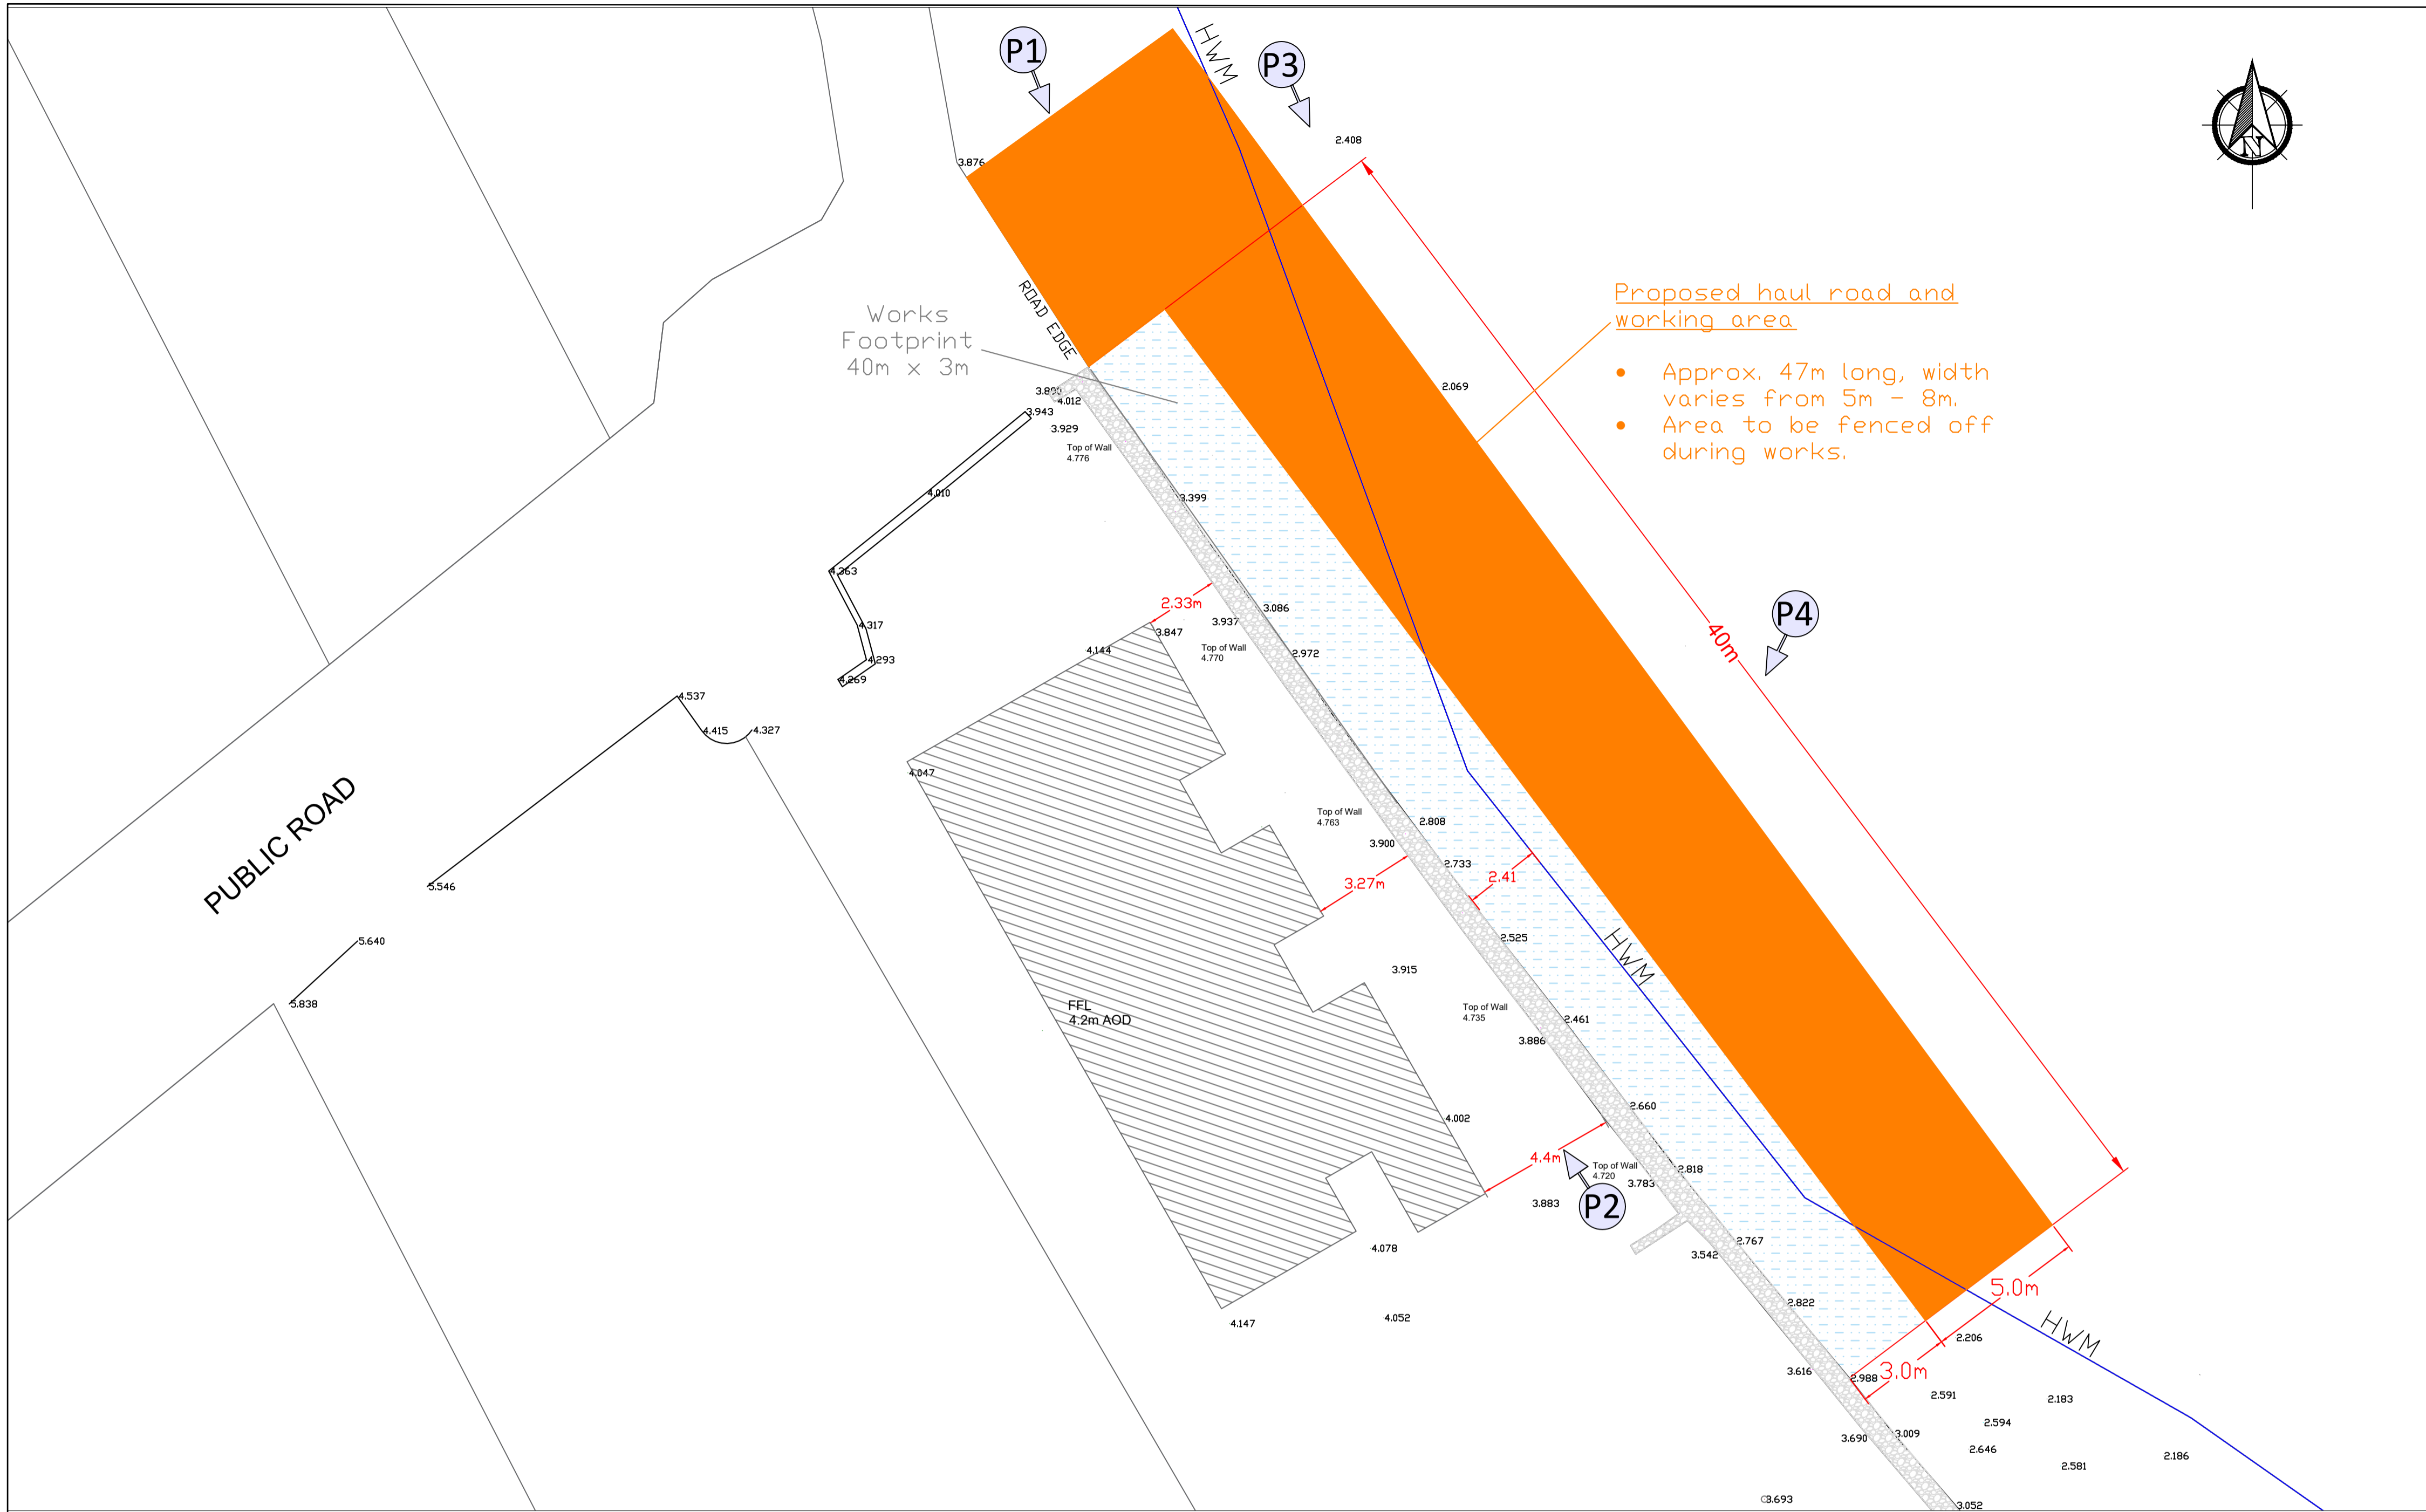 P1
P3
HWM
N
2.408
3.876
40m
ROAD EDGE
Works
Footprint
40m x 3m
Proposed haul road and
working area
• Approx. 47m long, width
varies from 5m - 8m.
• Area to be fenced off
during works.
2.069
4.012
3.943
3.929
Top of Wall
4.776
4.010
3.399
4.363
2.33m
3.086
3.937
3.847
4.317
4.144
Top of Wall
4.770
2.972
4.293
4.269
P4
4.537
4.415
4.327
4.047
PUBLIC ROAD
Top of Wall
4.763
2.808
3.900
2.733
3.27m
2.41
5.546
5.640
2.525
HWM
3.915
5.838
FFL
4.2m AOD
Top of Wall
4.735
2.461
3.886
2.660
4.002
4.4m
Top of Wall
4.720
2.818
3.783
3.883
P2
2.767
3.542
4.078
5.0m
2.822
4.147
4.052
2.206
HWM
3.616
2.988
3.0m
2.591
2.183
2.594
3.690
3.009
2.646
2.186
2.581
3.693
3.052